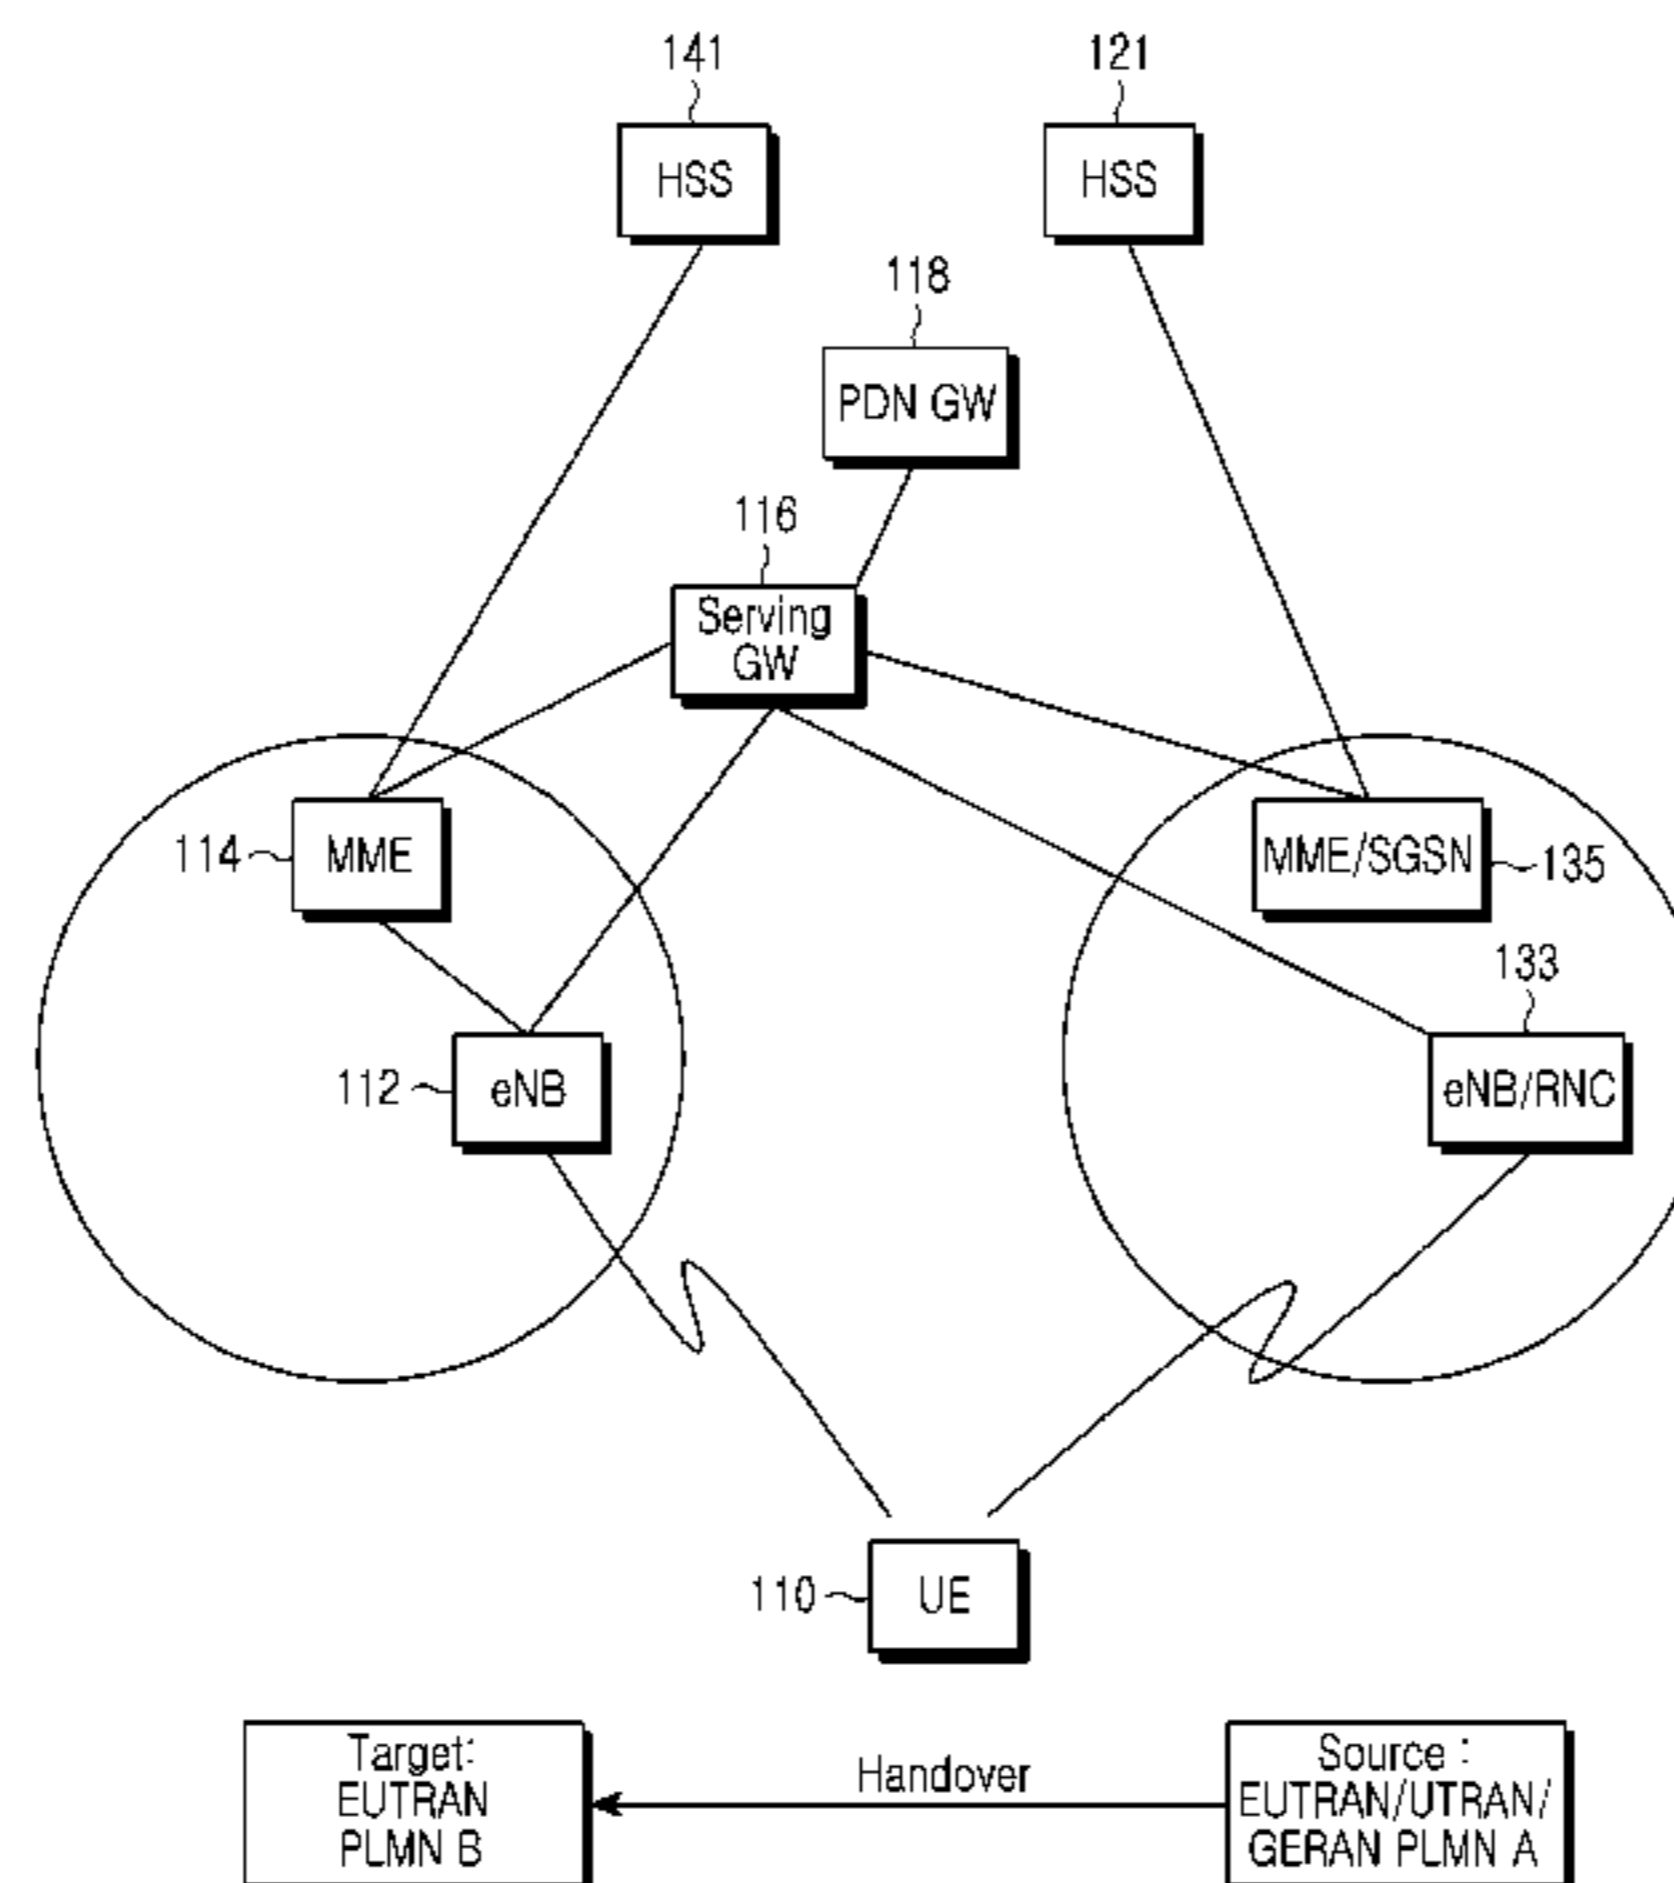 141
121
HSS
HSS
118
PDN GW
116
Serving
GW
114
MME
MME/SGSN
135
133
112
eNB
eNB/RNC
110
UE
Target:
EUTRAN
PLMN B
Handover
Source :
EUTRAN/UTRAN/
GERAN PLMN A